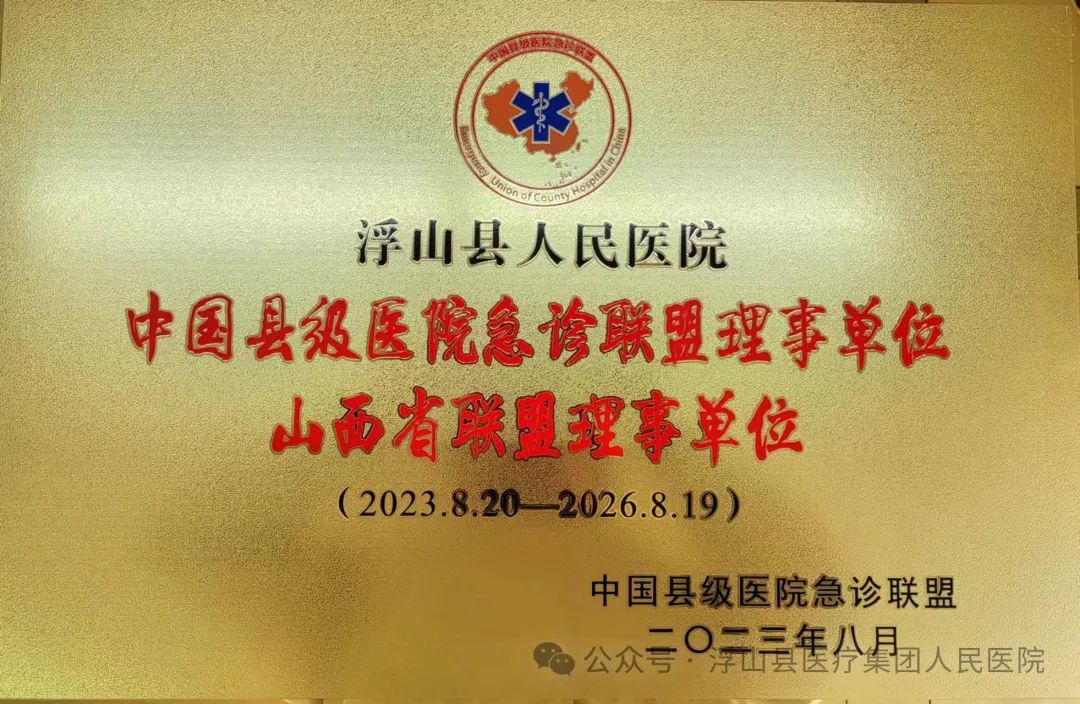 中国县级医院急诊联盟
Emergency Union of County Hospital in China
浮山县人民医院
中国县级医院急诊联盟理事单位
山西省联盟理事单位
（2023.8.20—2026.8.19）
中国县级医院急诊联盟
二〇二三年八月
公众号·浮山县医疗集团人民医院